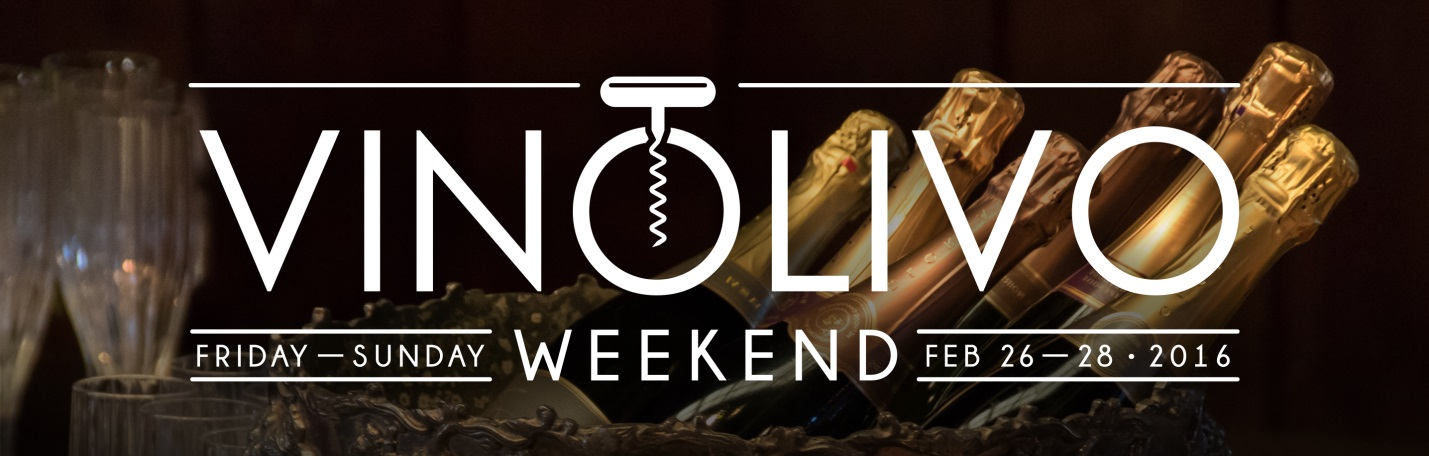 VINOLIVO
FRIDAY — SUNDAY WEEKEND FEB 26 — 28 · 2016